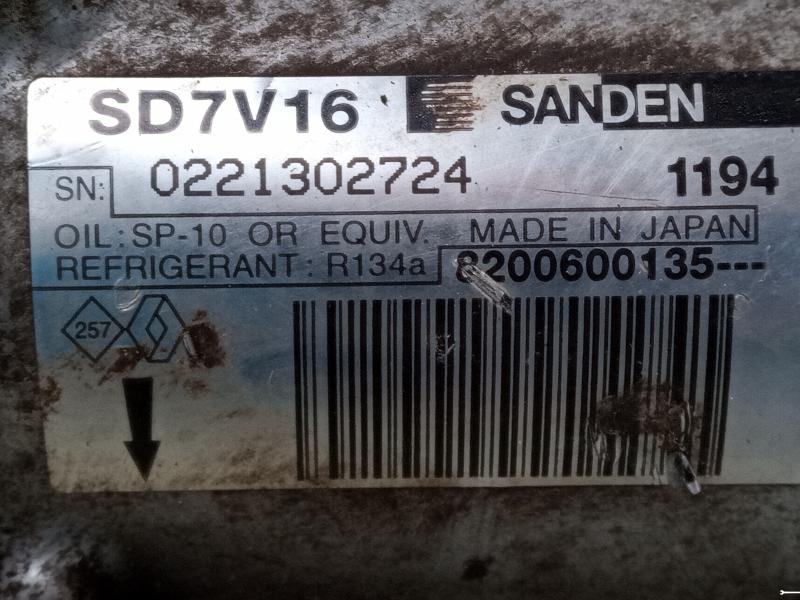 SD7V16 SANDEN
SN: 0221302724 1194
OIL: SP-10 OR EQUIV. MADE IN JAPAN
REFRIGERANT: R134a 8200600135---
257